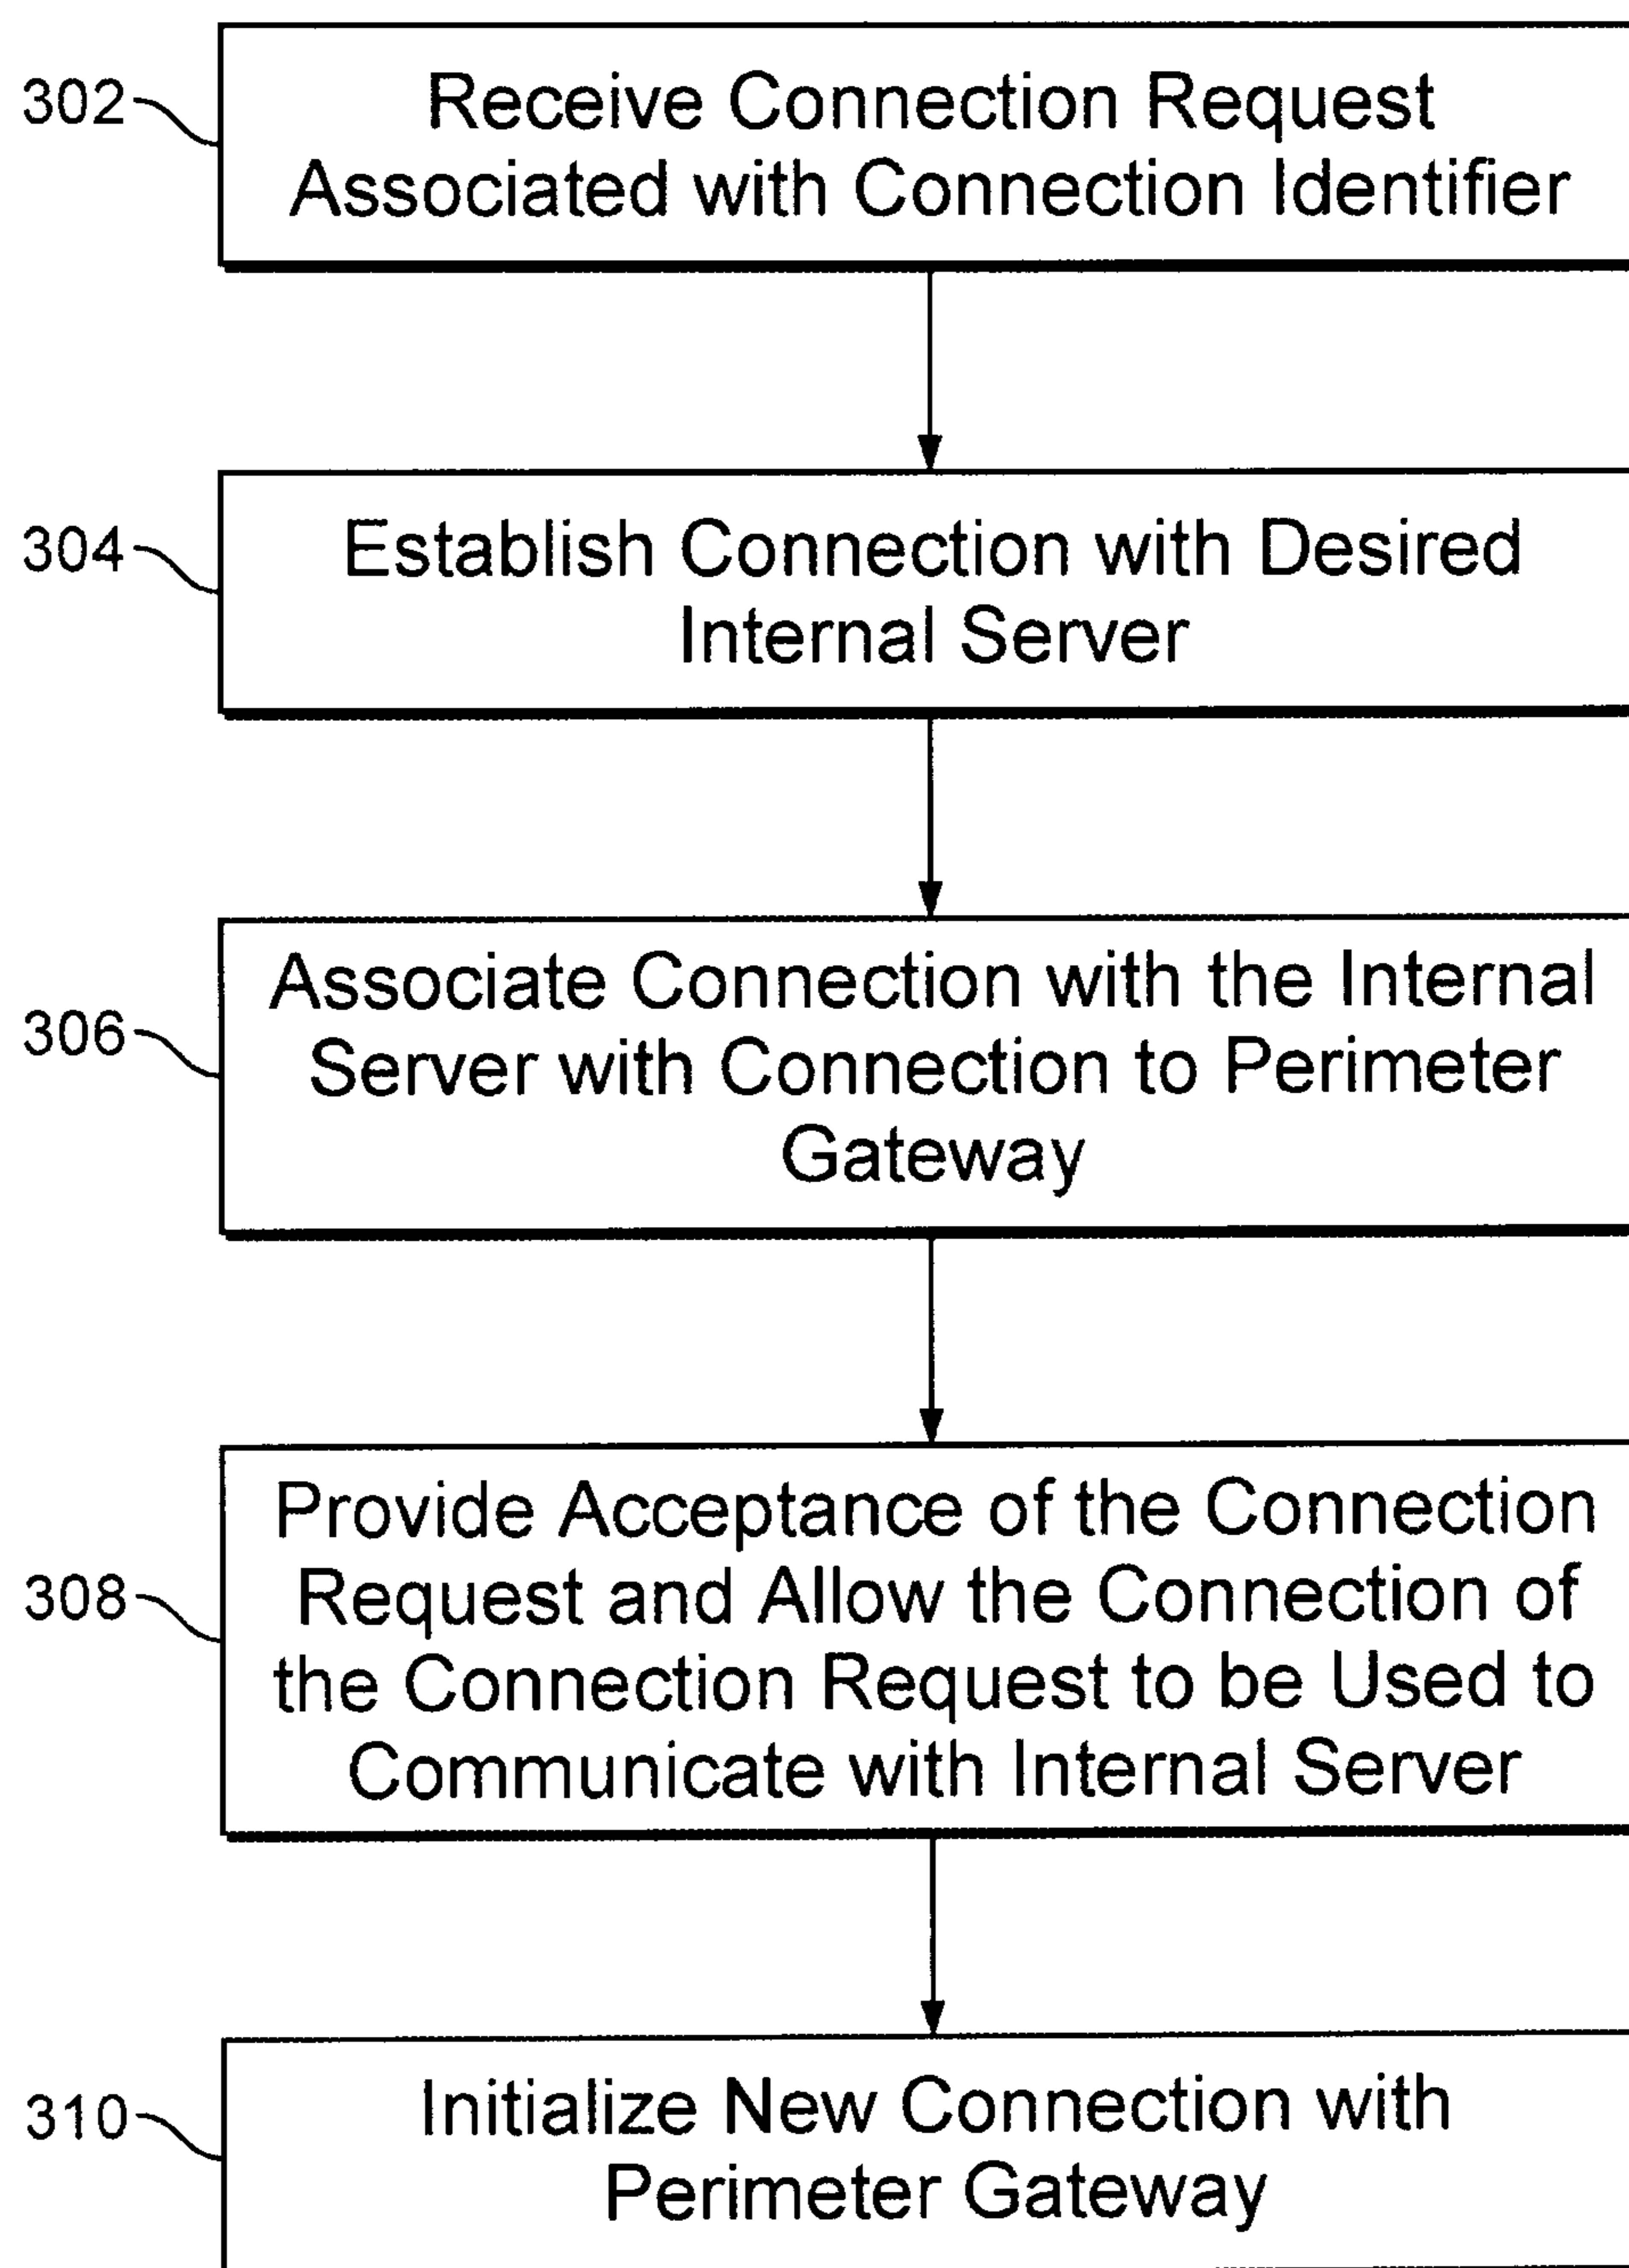 302
Receive Connection Request
Associated with Connection Identifier
304
Establish Connection with Desired
Internal Server
306
Associate Connection with the Internal
Server with Connection to Perimeter
Gateway
308
Provide Acceptance of the Connection
Request and Allow the Connection of
the Connection Request to be Used to
Communicate with Internal Server
310
Initialize New Connection with
Perimeter Gateway